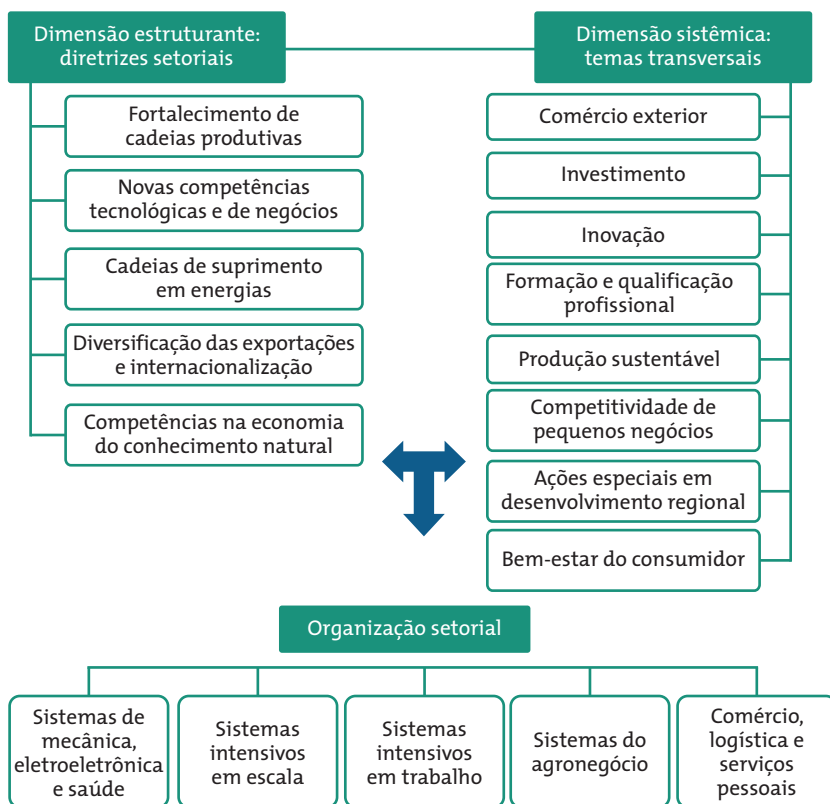 Dimensão estruturante:
diretrizes setoriais
Fortalecimento de
cadeias produtivas
Novas competências
tecnológicas e de negócios
Cadeias de suprimento
em energias
Diversificação das exportações
e internacionalização
Competências na economia
do conhecimento natural
Dimensão sistêmica:
temas transversais
Comércio exterior
Investimento
Inovação
Formação e qualificação
profissional
Produção sustentável
Competitividade de
pequenos negócios
Ações especiais em
desenvolvimento regional
Bem-estar do consumidor
Organização setorial
Sistemas de
mecânica,
eletroeletrônica
e saúde
Sistemas
intensivos
em escala
Sistemas
intensivos
em trabalho
Sistemas do
agronegócio
Comércio,
logística e
serviços
pessoais